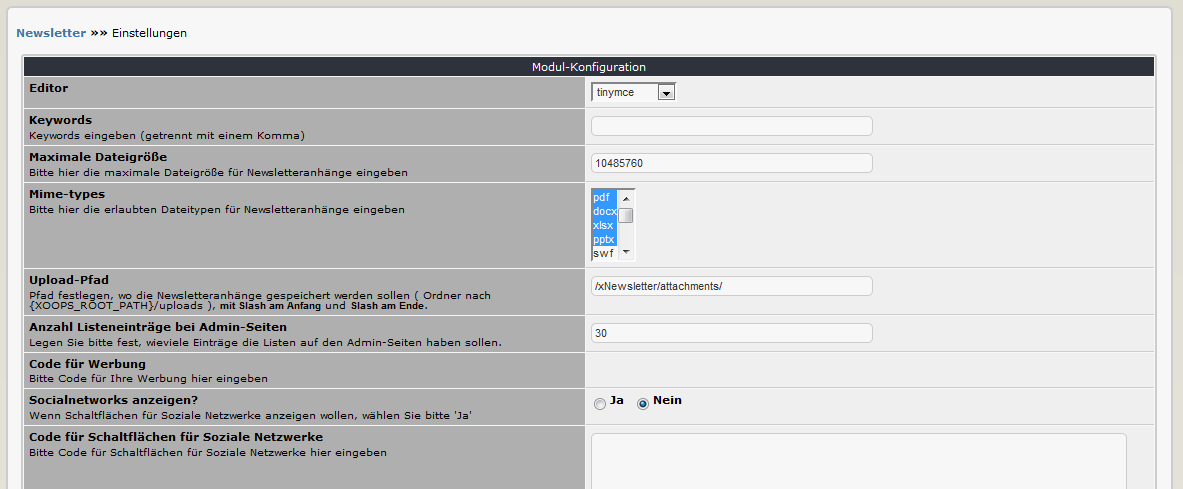 Newsletter »» Einstellungen
Modul-Konfiguration
Editor
tinymce
Keywords
Keywords eingeben (getrennt mit einem Komma)
Maximale Dateigröße
Bitte hier die maximale Dateigröße für Newsletteranhänge eingeben
10485760
Mime-types
Bitte hier die erlaubten Dateitypen für Newsletteranhänge eingeben
pdf
docx
xlsx
pptx
swf
Upload-Pfad
Pfad festlegen, wo die Newsletteranhänge gespeichert werden sollen ( Ordner nach
{XOOPS_ROOT_PATH}/uploads ), mit Slash am Anfang und Slash am Ende.
/xNewsletter/attachments/
Anzahl Listeneinträge bei Admin-Seiten
Legen Sie bitte fest, wieviele Einträge die Listen auf den Admin-Seiten haben sollen.
30
Code für Werbung
Bitte Code für Ihre Werbung hier eingeben
Socialnetworks anzeigen?
Wenn Schaltflächen für Soziale Netzwerke anzeigen wollen, wählen Sie bitte 'Ja'
Ja Nein
Code für Schaltflächen für Soziale Netzwerke
Bitte Code für Schaltflächen für Soziale Netzwerke hier eingeben